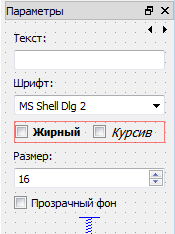 Параметры
Текст:
Шрифт:
MS Shell Dlg 2
Жирный Курсив
Размер:
16
Прозрачный фон